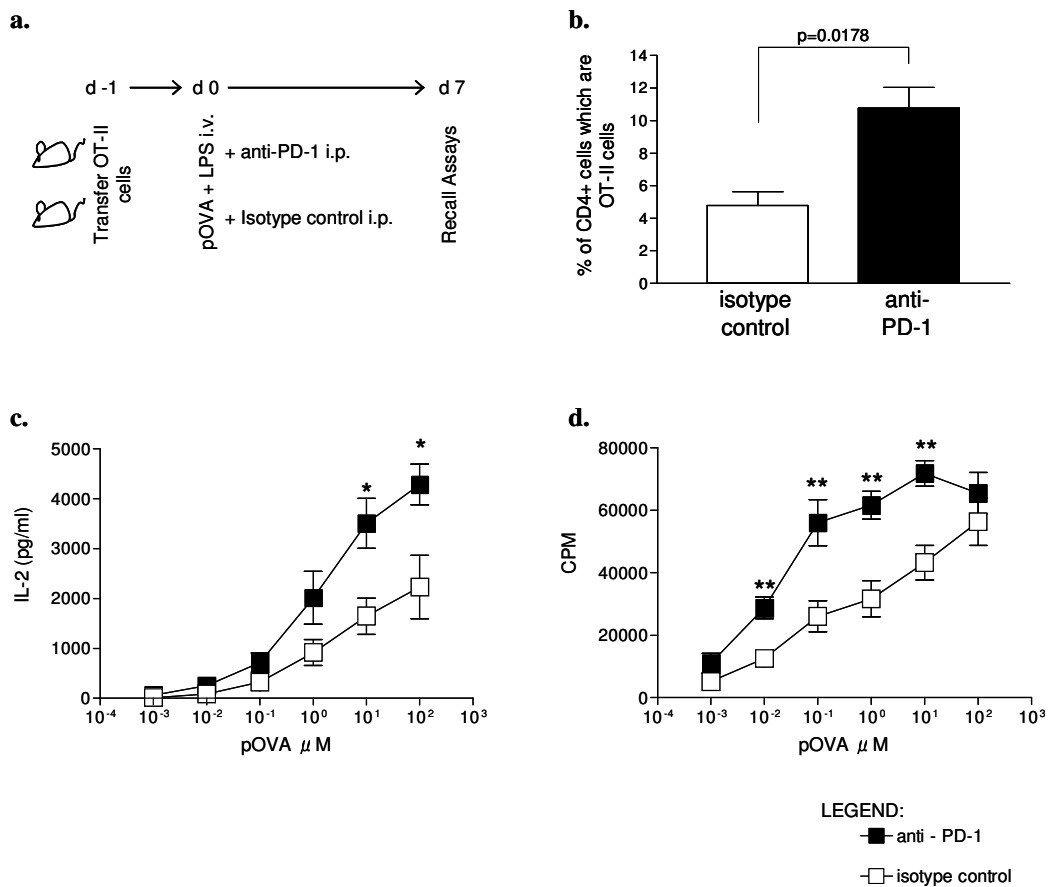 a.
d -1
d 0
d 7
Transfer OT-II
cells
pOVA + LPS i.v.
+ anti-PD-1 i.p.
+ Isotype control i.p.
Recall Assays
b.
p=0.0178
% of CD4+ cells which are
OT-II cells
14
12
10
8
6
4
2
0
isotype
control
anti-
PD-1
c.
IL-2 (pg/ml)
5000
4000
3000
2000
1000
0
* *
10-4 10-3 10-2 10-1 100 101 102 103
pOVA μ M
d.
CPM
80000
60000
40000
20000
0
** ** ** **
10-4 10-3 10-2 10-1 100 101 102 103
pOVA μ M
LEGEND:
anti - PD-1
isotype control